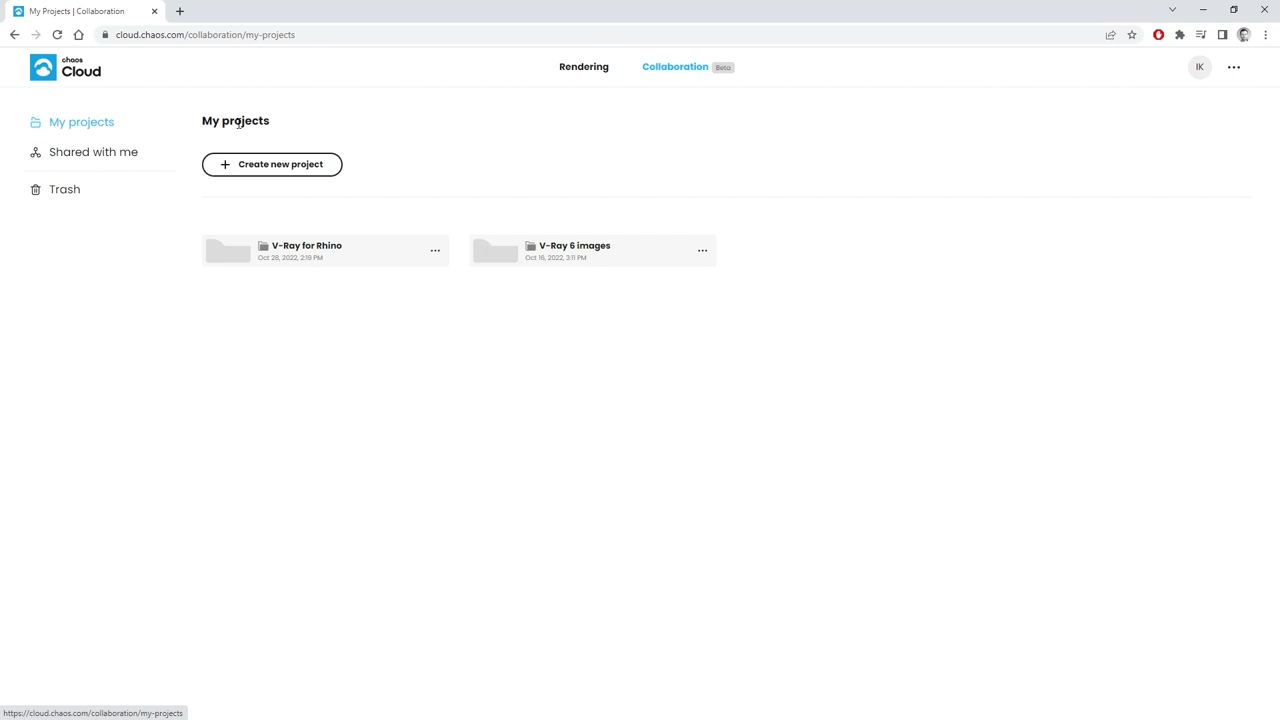 My Projects | Collaboration
cloud.chaos.com/collaboration/my-projects
chaos
Cloud
Rendering
Collaboration Beta
IK
My projects
Shared with me
Trash
My projects
+ Create new project
V-Ray for Rhino
Oct 28, 2022, 2:19 PM
V-Ray 6 images
Oct 16, 2022, 3:11 PM
https://cloud.chaos.com/collaboration/my-projects